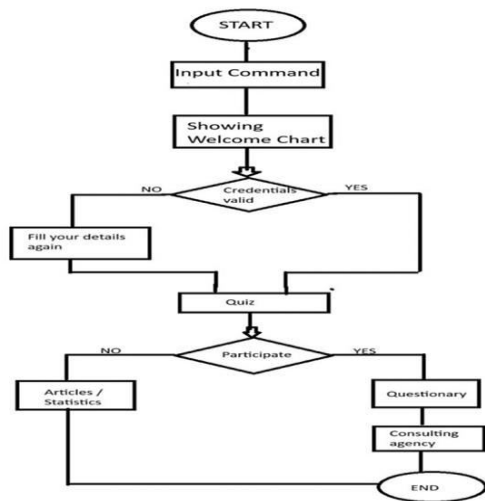 START
Input Command
Showing
Welcome Chart
NO
Credentials
valid
YES
Fill your details
again
Quiz
NO
Participate
YES
Articles /
Statistics
Questionary
Consulting
agency
END